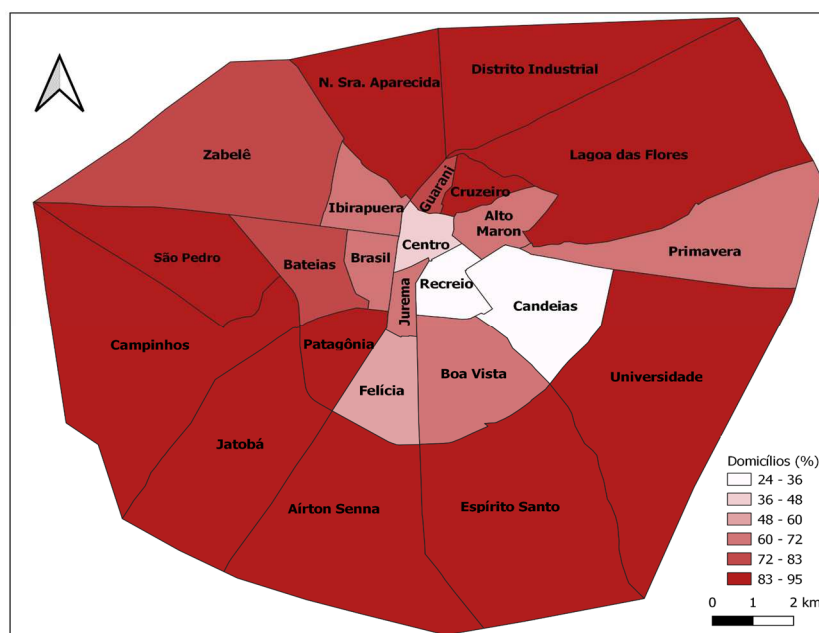 Distrito Industrial
N. Sra. Aparecida
Zabelê
Lagoa das Flores
Guarani
Cruzeiro
Ibirapuera
Alto
Maron
Centro
Primavera
São Pedro
Bateias
Brasil
Recreio
Jurema
Candeias
Campinhos
Patagônia
Felícia
Boa Vista
Universidade
Jatobá
Aírton Senna
Espírito Santo
Domicílios (%)
24 - 36
36 - 48
48 - 60
60 - 72
72 - 83
83 - 95
0 1 2 km